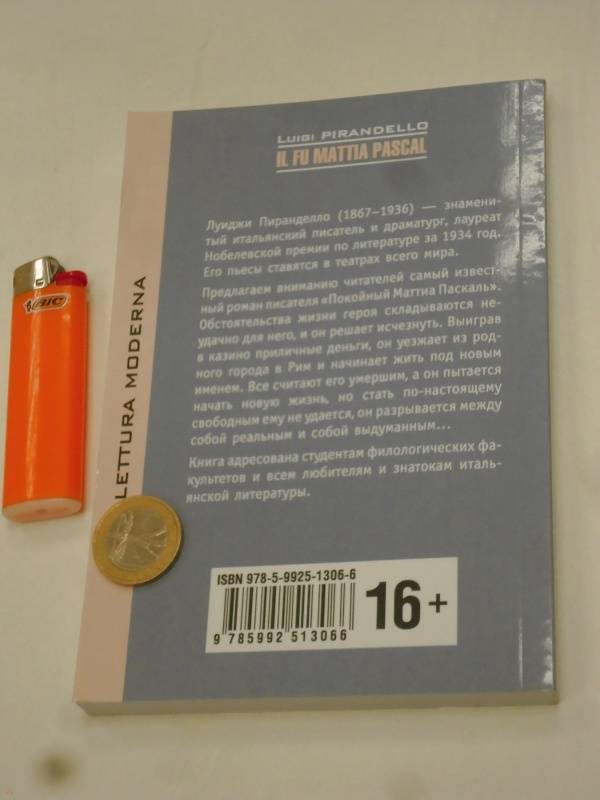 LUIGI PIRANDELLO
IL FU MATTIA PASCAL
Луиджи Пиранделло (1867–1936) — знамени-
тый итальянский писатель и драматург, лауреат
Нобелевской премии по литературе за 1934 год.
Его пьесы ставятся в театрах всего мира.
Предлагаем вниманию читателей самый извест-
ный роман писателя «Покойный Маттиа Паскаль».
Обстоятельства жизни героя складываются не-
удачно для него, и он решает исчезнуть. Выиграв
в казино приличные деньги, он уезжает из род-
ного города в Рим и начинает жить под новым
именем. Все считают его умершим, а он пытается
начать новую жизнь, но стать по-настоящему
свободным ему не удается, он разрывается между
собой реальным и собой выдуманным...
Книга адресована студентам филологических фа-
культетов и всем любителям и знатокам италь-
янской литературы.
LETTURA MODERNA
BIC
ISBN 978-5-9925-1306-6
9 785992 513066
16+